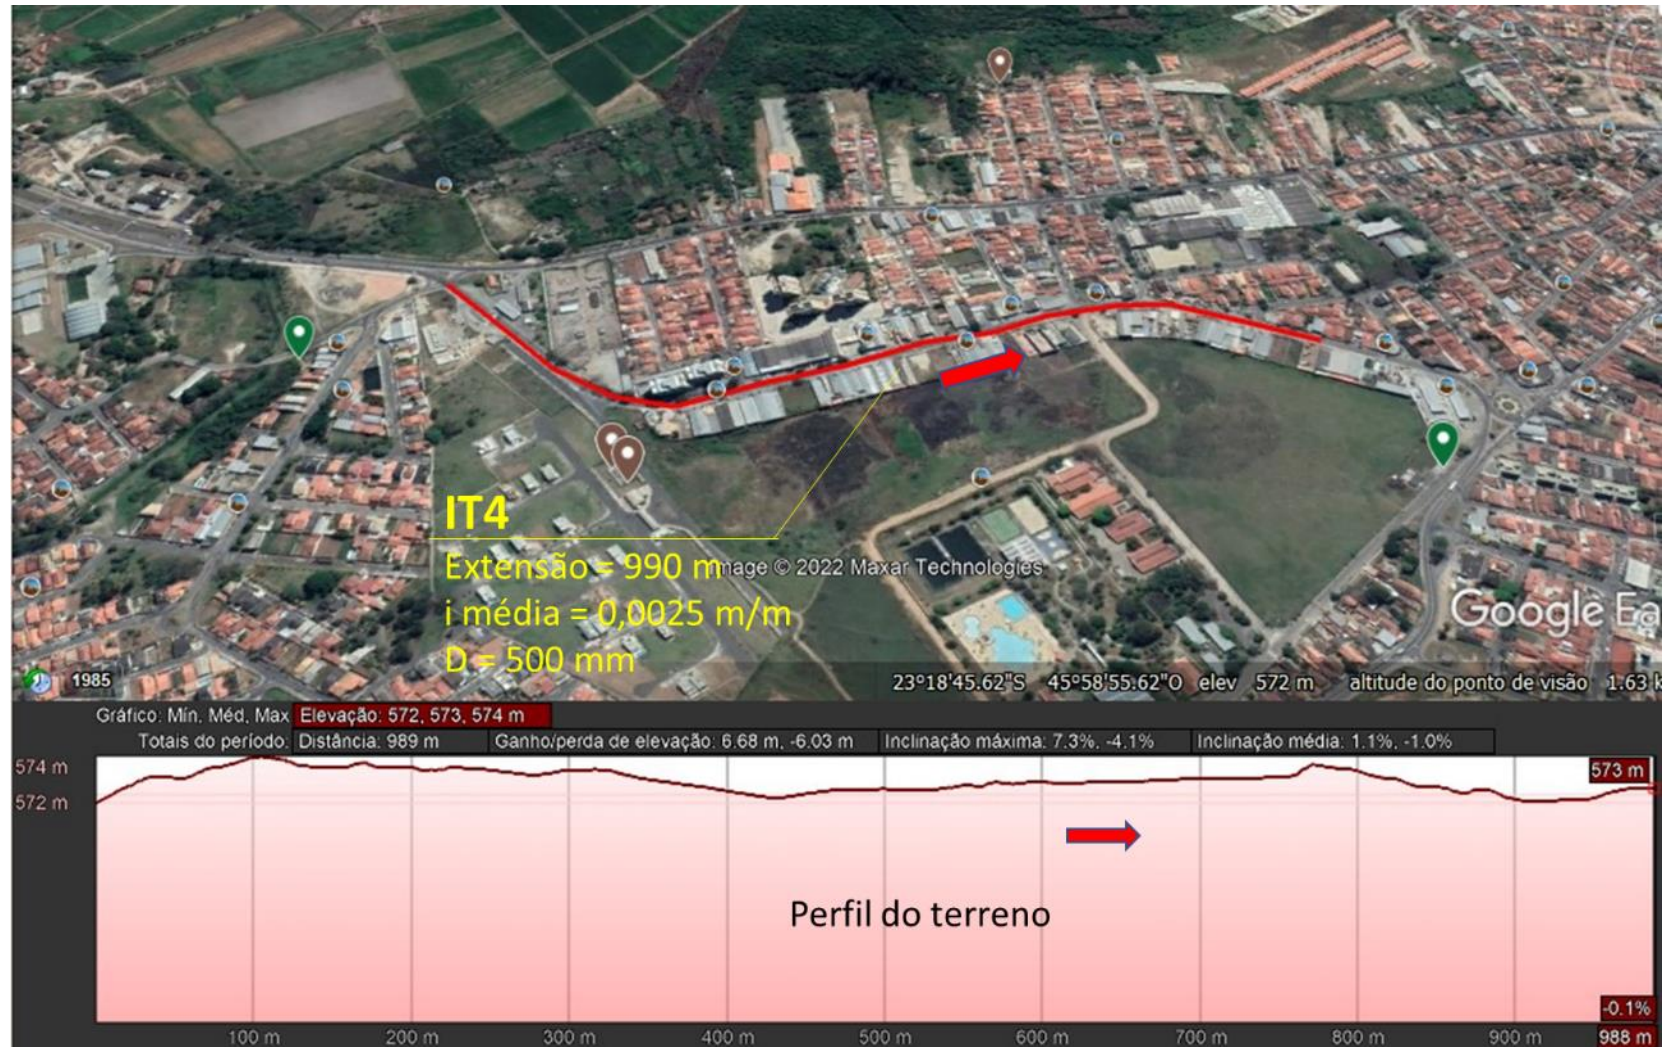 IT4
Extensão = 990 m
i média = 0,0025 m/m
D = 500 mm
mage © 2022 Maxar Technologies
Google Ea
1985
23°18'45.62"S 45°58'55.62"O elev 572 m altitude do ponto de visão 1.63 k
Gráfico: Mín, Méd, Max Elevação: 572, 573, 574 m
Totais do período: Distância: 989 m Ganho/perda de elevação: 6.68 m, -6.03 m Inclinação máxima: 7.3%, -4.1% Inclinação média: 1.1%, -1.0%
574 m
573 m
572 m
Perfil do terreno
-0.1%
100 m 200 m 300 m 400 m 500 m 600 m 700 m 800 m 900 m 988 m